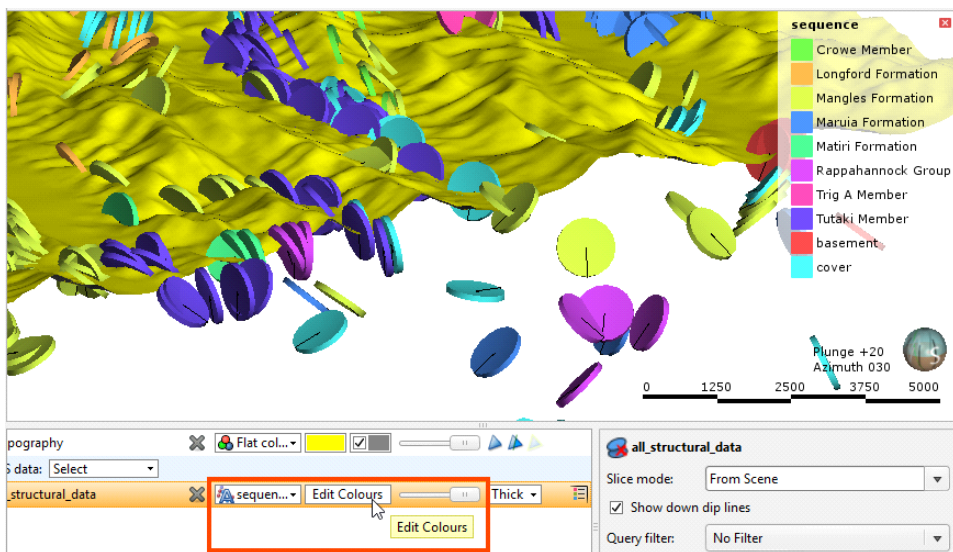 sequence
Crowe Member
Longford Formation
Mangles Formation
Maruia Formation
Matiri Formation
Rappahannock Group
Trig A Member
Tutaki Member
basement
cover
S
Plunge +20
Azimuth 030
0 1250 2500 3750 5000
pography Flat col...
S data: Select
_structural_data sequen... Edit Colours Thick
Edit Colours
all_structural_data
Slice mode: From Scene
Show down dip lines
Query filter: No Filter